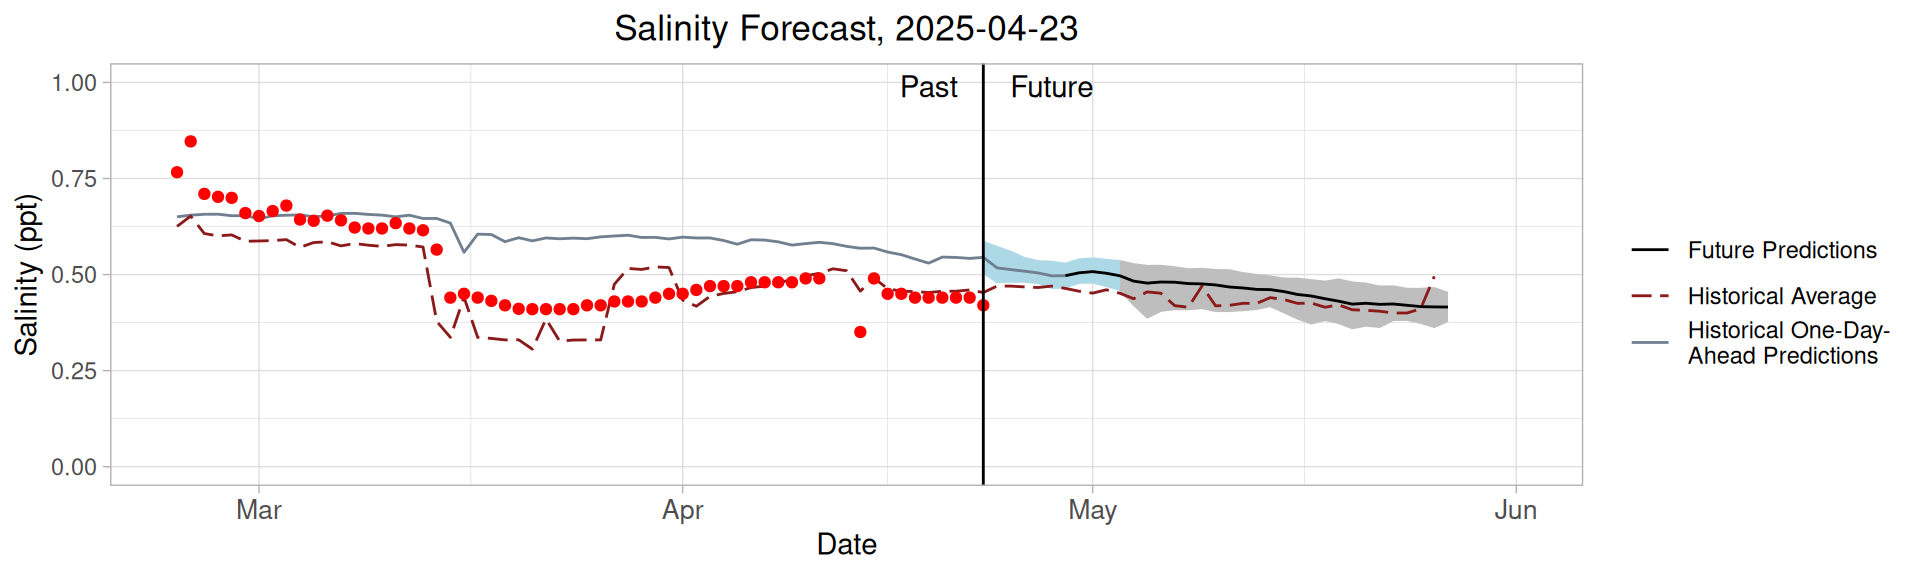 Salinity Forecast, 2025-04-23
1.00
0.75
0.50
0.25
0.00
Salinity (ppt)
Past
Future
Mar
Apr
May
Jun
Date
Future Predictions
Historical Average
Historical One-Day-
Ahead Predictions